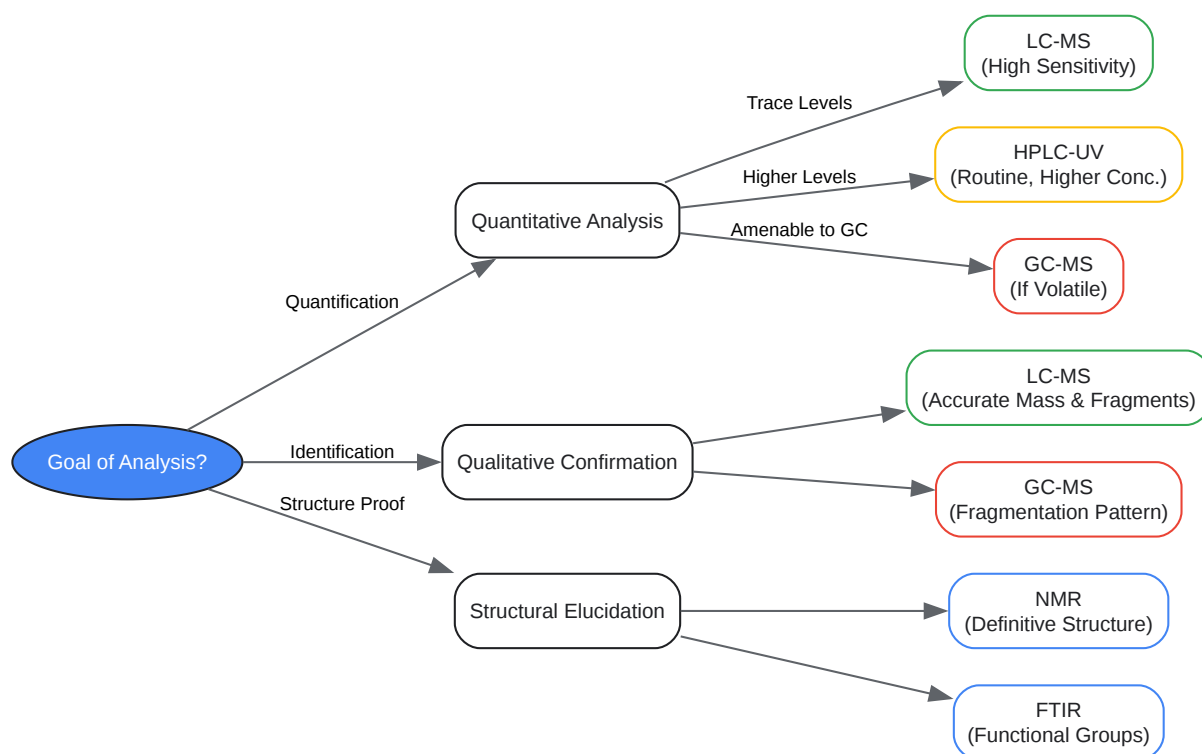 LC-MS
(High Sensitivity)
Trace Levels
HPLC-UV
(Routine, Higher Conc.)
Higher Levels
Quantitative Analysis
Amenable to GC
GC-MS
(If Volatile)
Quantification
LC-MS
(Accurate Mass & Fragments)
Goal of Analysis?
Identification
Qualitative Confirmation
GC-MS
(Fragmentation Pattern)
Structure Proof
Structural Elucidation
NMR
(Definitive Structure)
FTIR
(Functional Groups)